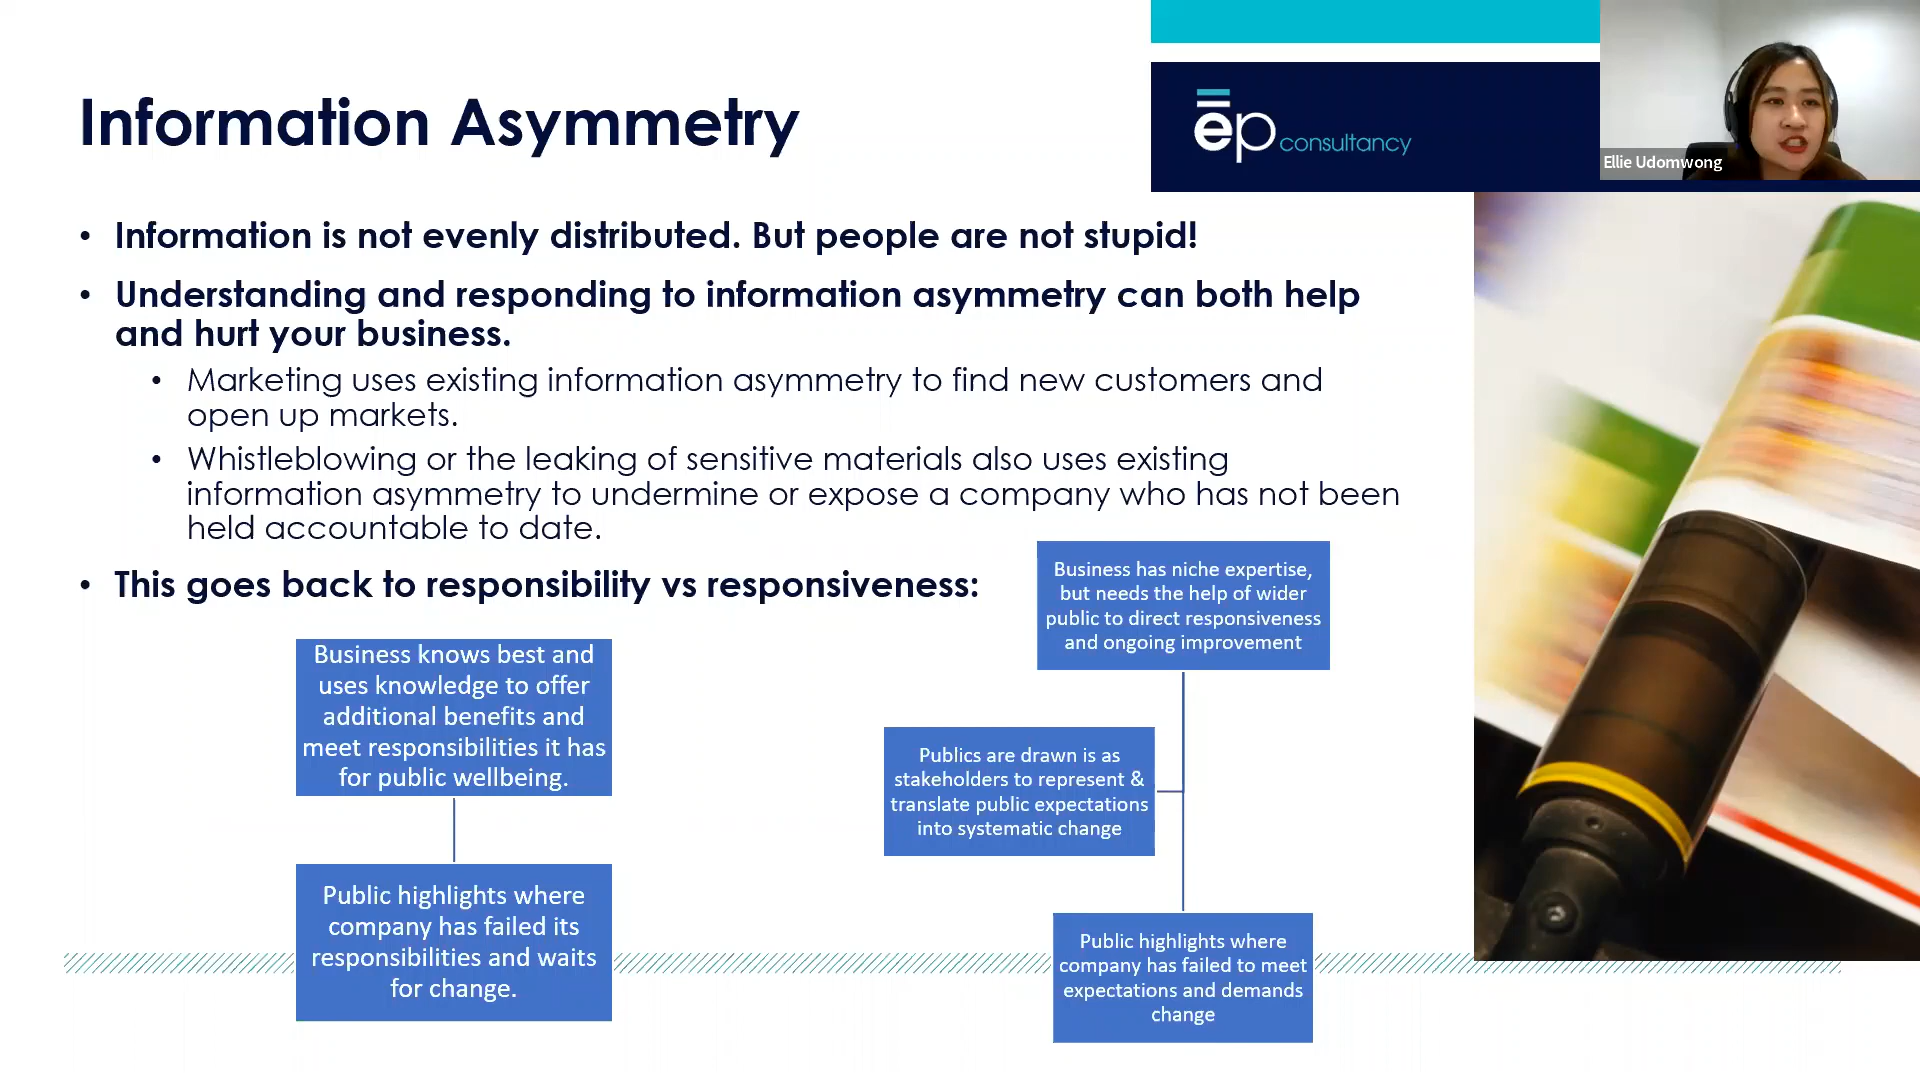 Information Asymmetry
ep consultancy
Ellie Udomwong
• Information is not evenly distributed. But people are not stupid!
• Understanding and responding to information asymmetry can both help
and hurt your business.
• Marketing uses existing information asymmetry to find new customers and
open up markets.
• Whistleblowing or the leaking of sensitive materials also uses existing
information asymmetry to undermine or expose a company who has not been
held accountable to date.
• This goes back to responsibility vs responsiveness:
Business knows best and
uses knowledge to offer
additional benefits and
meet responsibilities it has
for public wellbeing.
Public highlights where
company has failed its
responsibilities and waits
for change.
Business has niche expertise,
but needs the help of wider
public to direct responsiveness
and ongoing improvement
Publics are drawn is as
stakeholders to represent &
translate public expectations
into systematic change
Public highlights where
company has failed to meet
expectations and demands
change